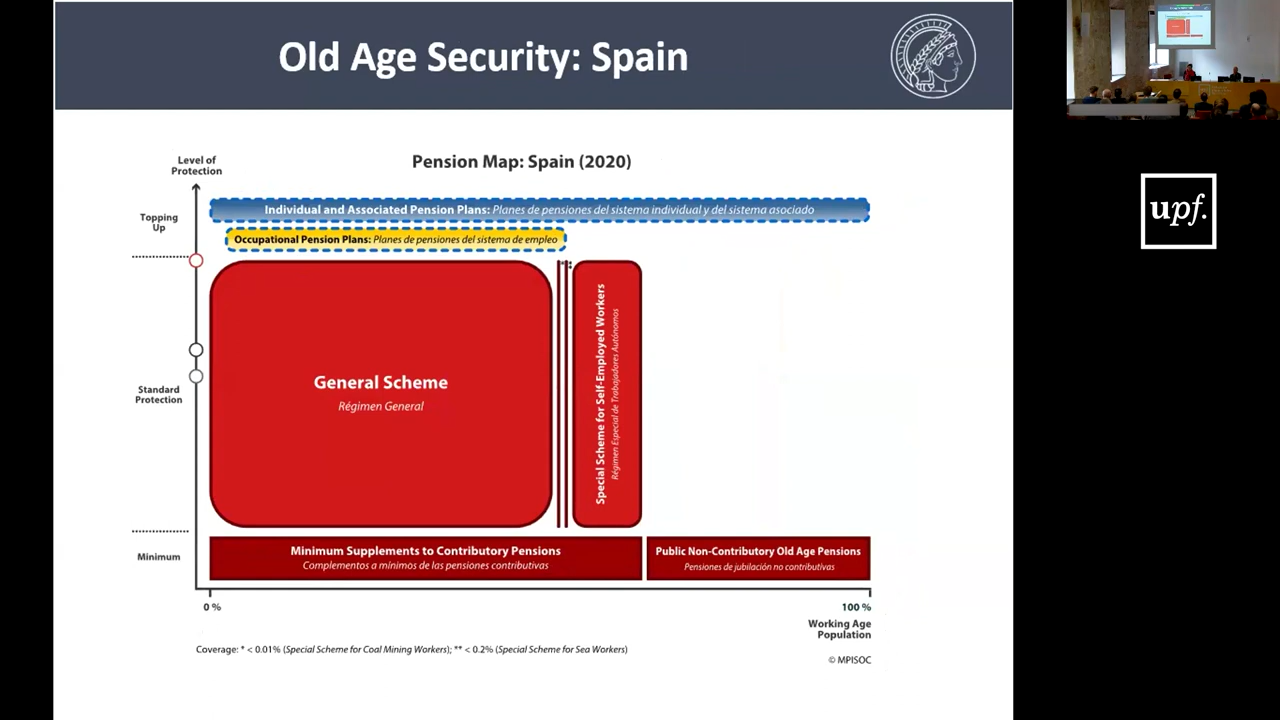 Old Age Security: Spain
upf.
Level of
Protection
Pension Map: Spain (2020)
Topping
Up
Individual and Associated Pension Plans: Planes de pensiones del sistema individual y del sistema asociado
Occupational Pension Plans: Planes de pensiones del sistema de empleo
General Scheme
Régimen General
* **
Special Scheme for Self-Employed Workers
Régimen Especial de Trabajadores Autónomos
Standard
Protection
Minimum
Minimum Supplements to Contributory Pensions
Complementos a mínimos de las pensiones contributivas
Public Non-Contributory Old Age Pensions
Pensiones de jubilación no contributivas
0 %
100 %
Working Age
Population
Coverage: * < 0.01% (Special Scheme for Coal Mining Workers); ** < 0.2% (Special Scheme for Sea Workers)
© MPISOC